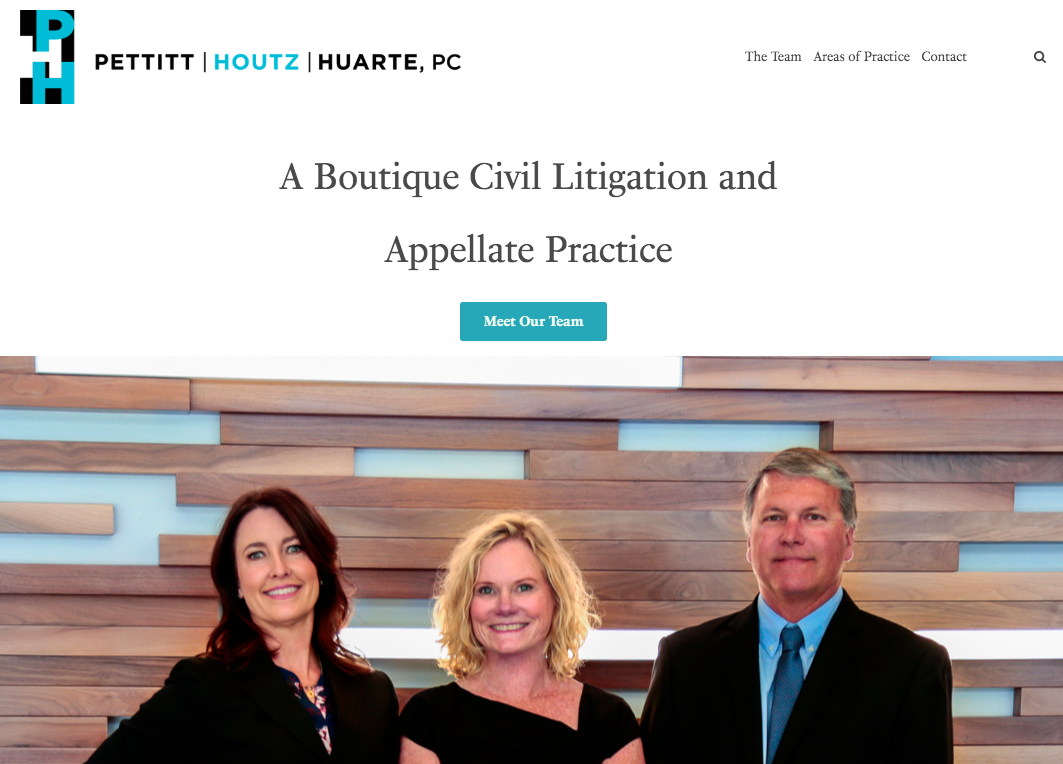 PHH
PETTITT | HOUTZ | HUARTE, PC
The Team Areas of Practice Contact
A Boutique Civil Litigation and
Appellate Practice
Meet Our Team